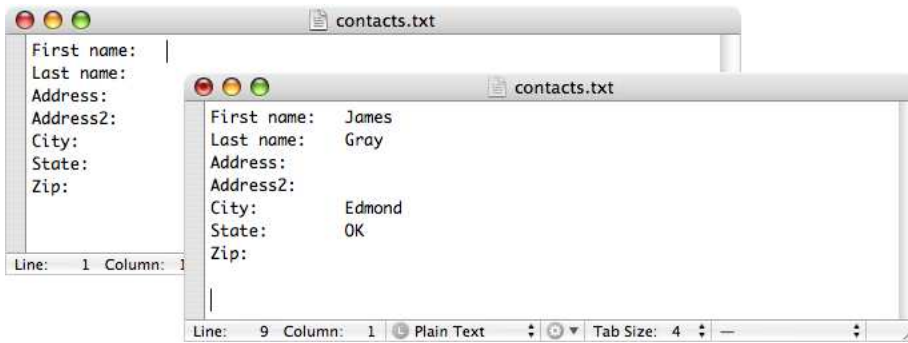 contacts.txt
First name:
Last name:
Address:
Address2:
City:
State:
Zip:
Line: 1 Column: 1
contacts.txt
First name: James
Last name: Gray
Address:
Address2:
City: Edmond
State: OK
Zip:
Line: 9 Column: 1 L Plain Text Tab Size: 4 —